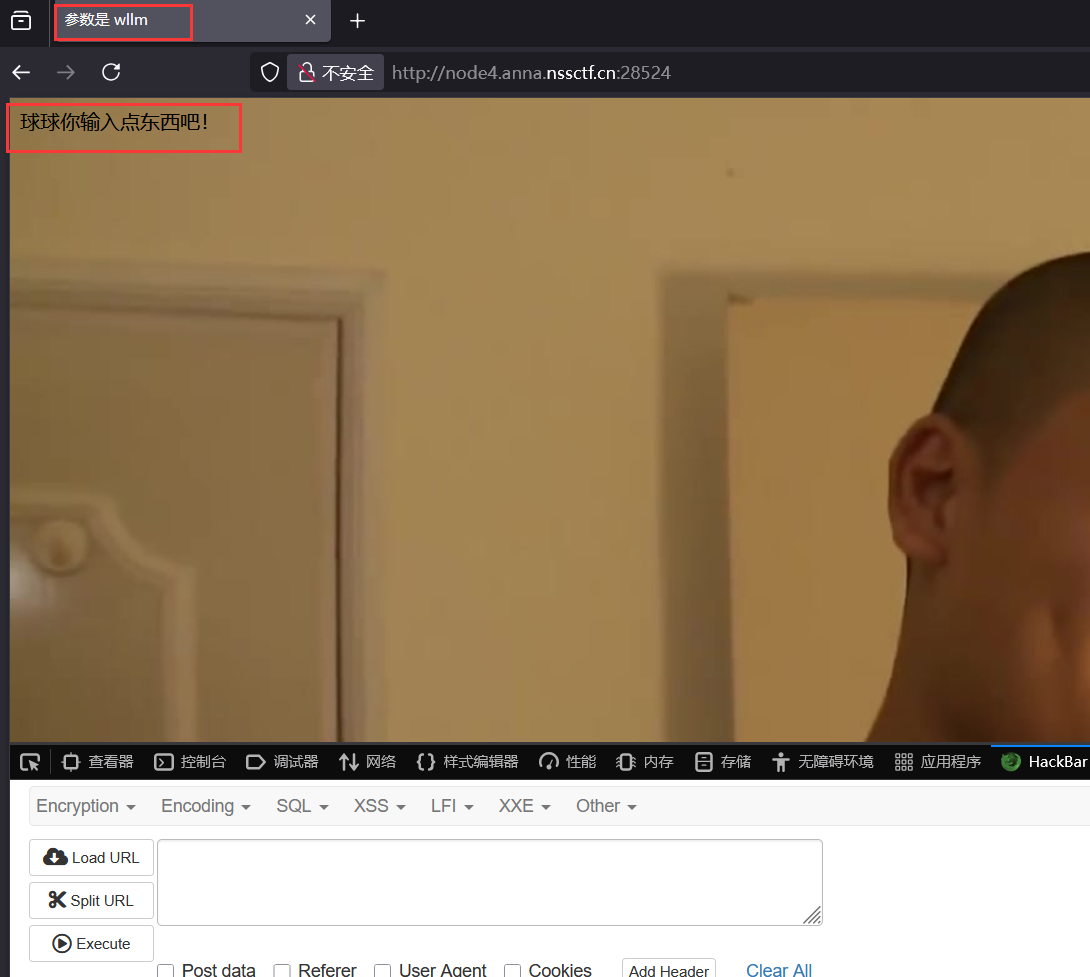 参数是 wllm
不安全 http://node4.anna.nssctf.cn:28524
球球你输入点东西吧!
查看器 控制台 调试器 网络 样式编辑器 性能 内存 存储 无障碍环境 应用程序 HackBar
Encryption Encoding SQL XSS LFI XXE Other
Load URL
Split URL
Execute
Post data Referer User Agent Cookies Add Header Clear All